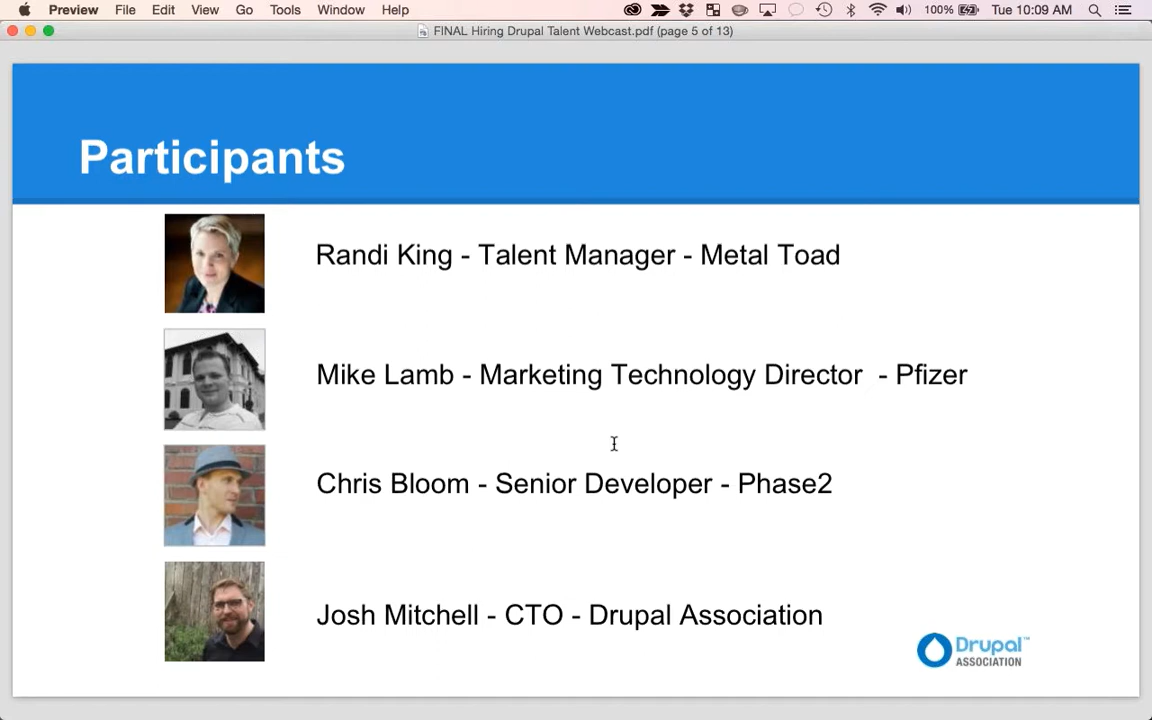 Preview File Edit View Go Tools Window Help 100% Tue 10:09 AM
FINAL Hiring Drupal Talent Webcast.pdf (page 5 of 13)
Participants
Randi King - Talent Manager - Metal Toad
Mike Lamb - Marketing Technology Director - Pfizer
Chris Bloom - Senior Developer - Phase2
Josh Mitchell - CTO - Drupal Association
Drupal™
ASSOCIATION